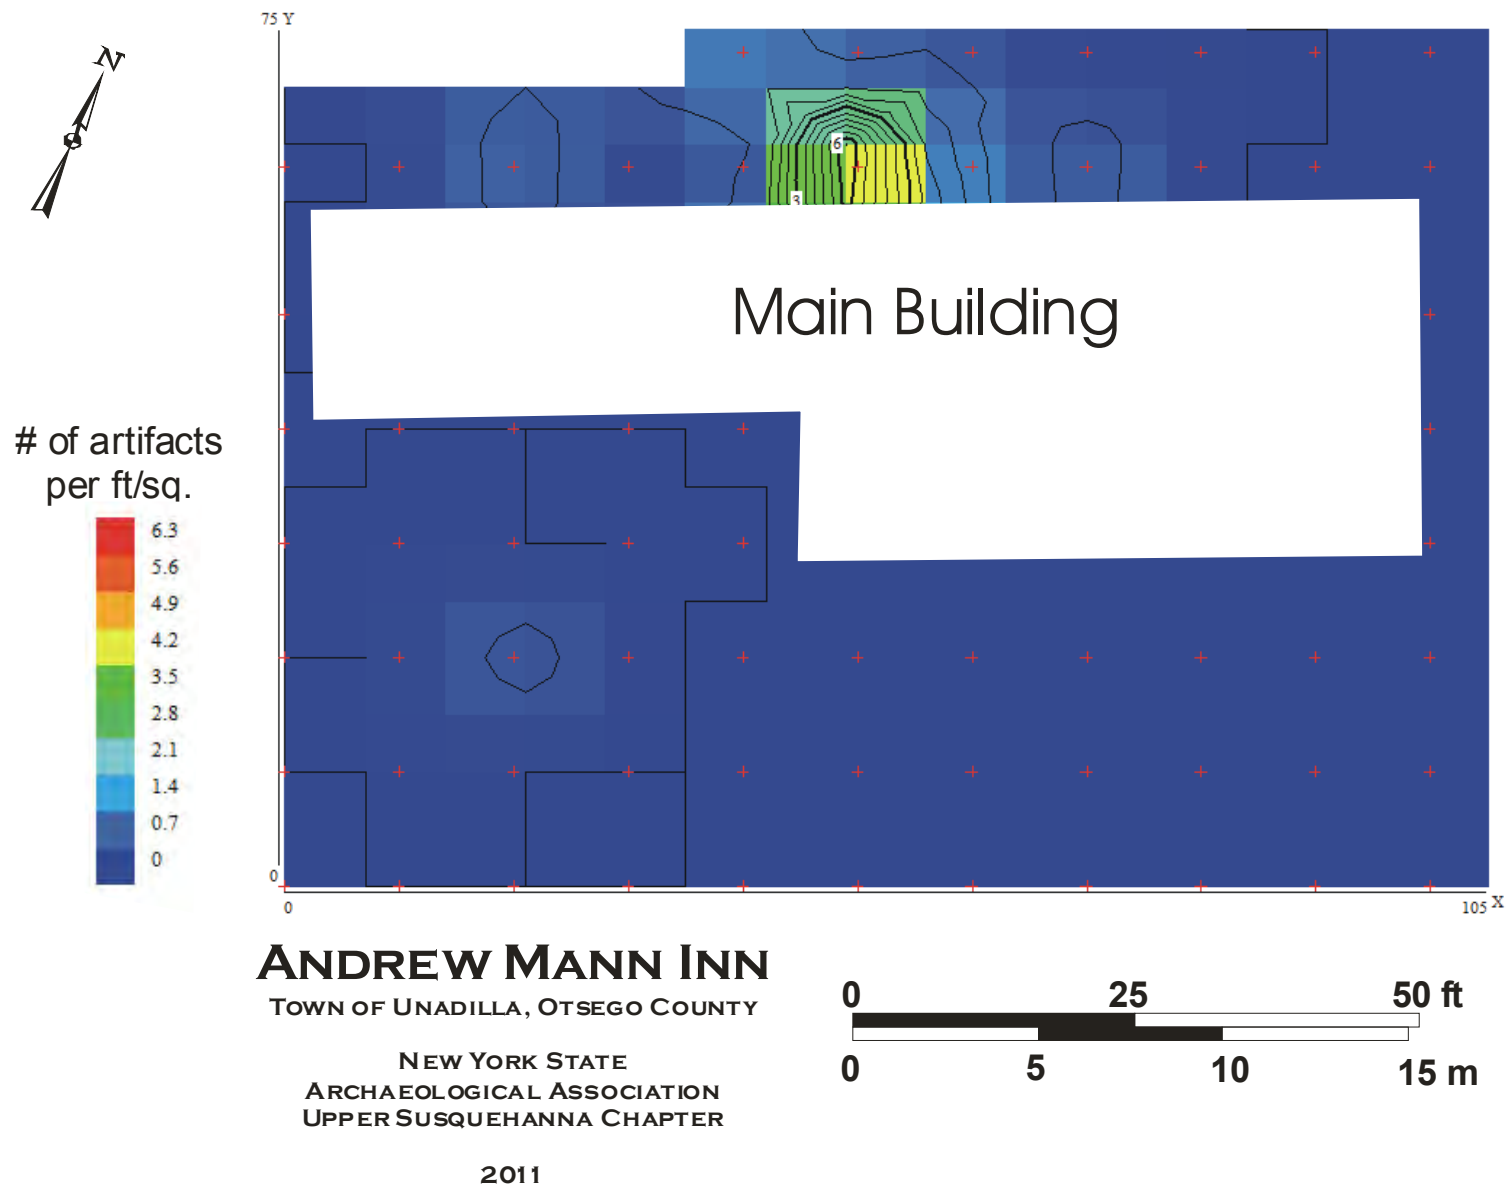 75 Y
N
6
3
Main Building
# of artifacts
per ft/sq.
6.3
5.6
4.9
4.2
3.5
2.8
2.1
1.4
0.7
0
0
0
105 X
ANDREW MANN INN
TOWN OF UNADILLA, OTSEGO COUNTY
NEW YORK STATE
ARCHAEOLOGICAL ASSOCIATION
UPPER SUSQUEHANNA CHAPTER
2011
0 25 50 ft
0 5 10 15 m